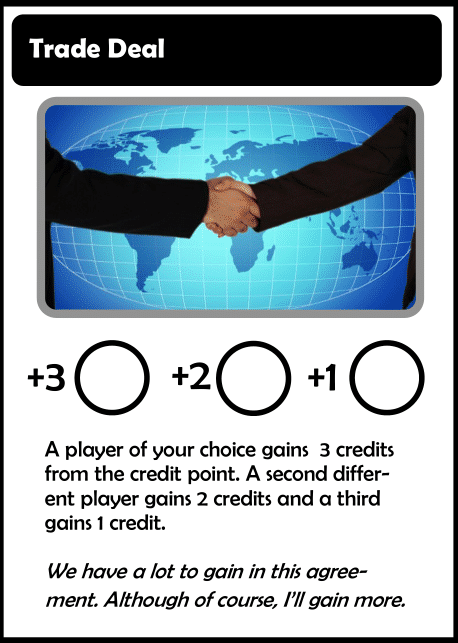 Trade Deal
+3 +2 +1
A player of your choice gains  3 credits
from the credit point. A second differ-
ent player gains 2 credits and a third
gains 1 credit.
We have a lot to gain in this agree-
ment. Although of course, I'll gain more.